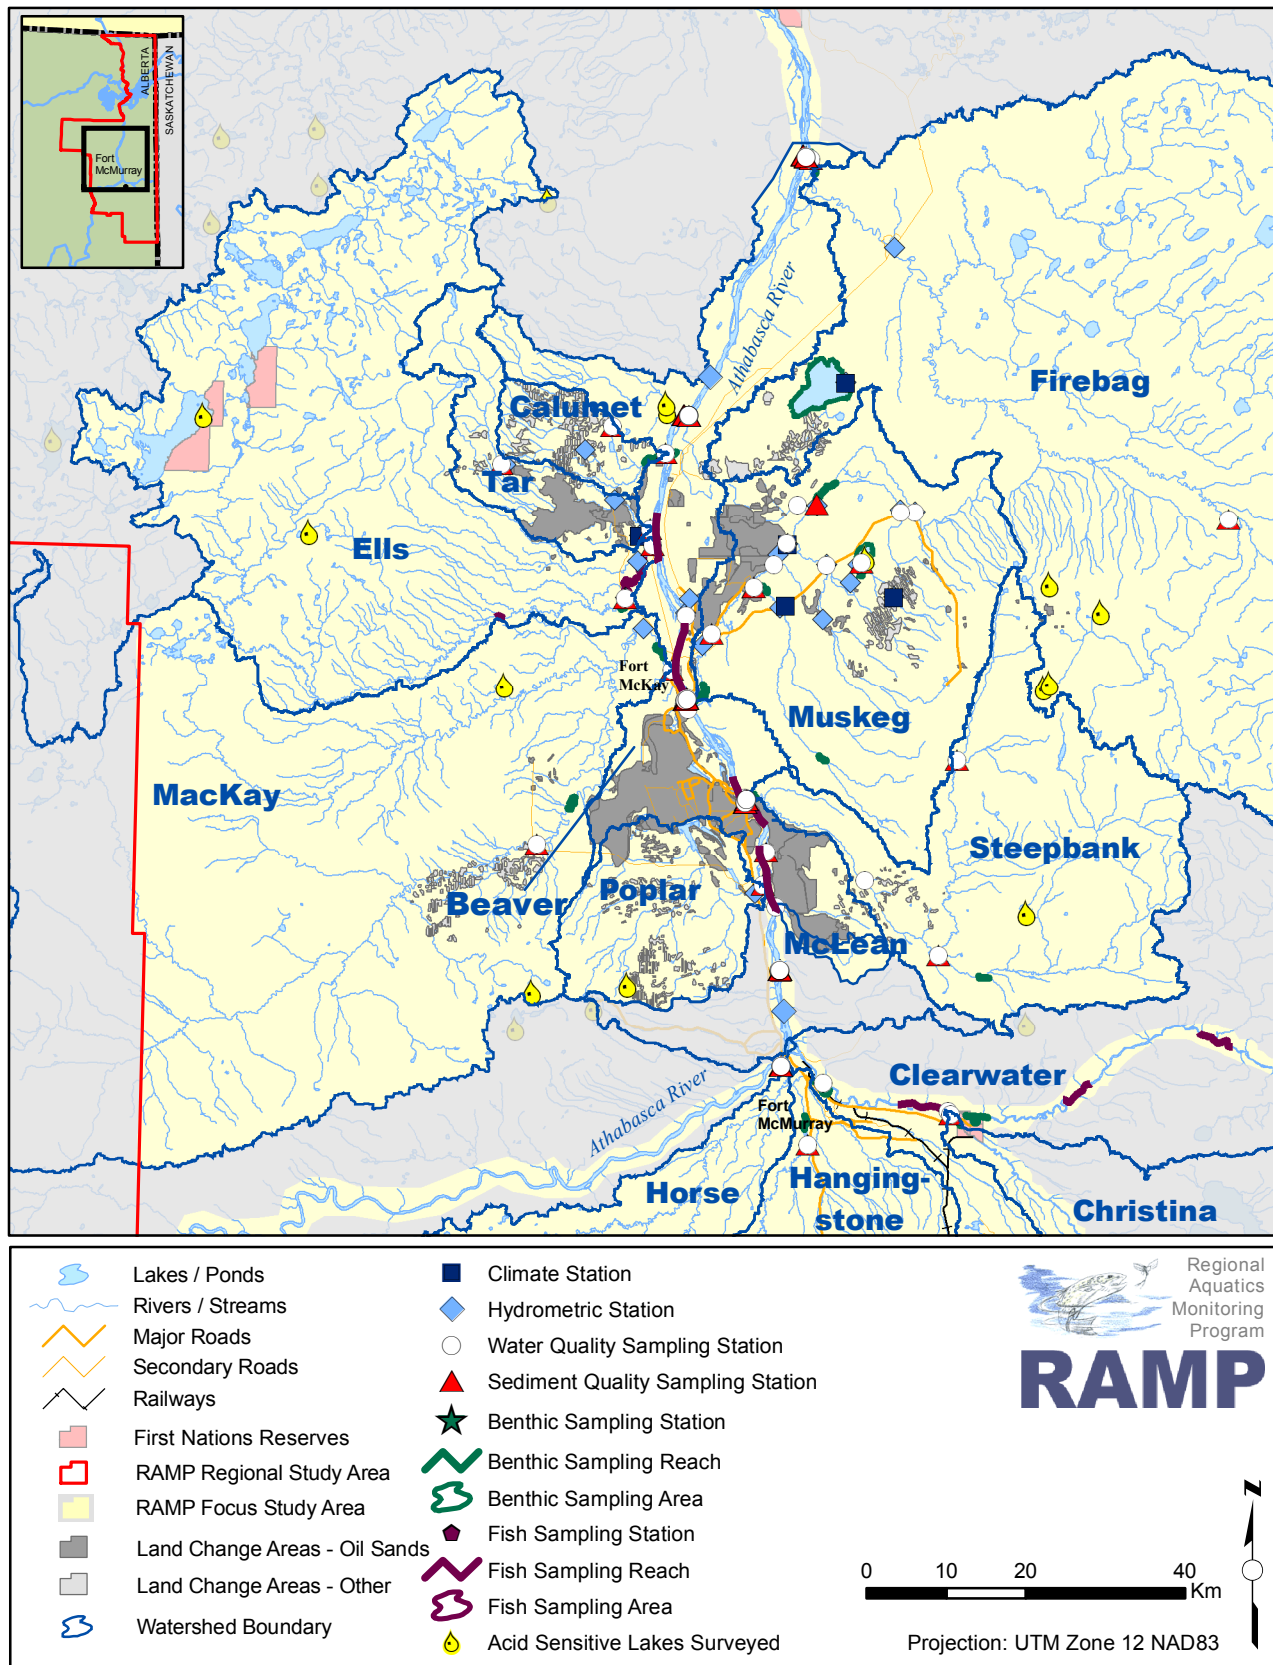 ALBERTA
SASKATCHEWAN
Fort
McMurray
Athabasca River
Firebag
Calumet
Tar
Ells
Fort
McKay
Muskeg
MacKay
Steepbank
Poplar
Beaver
McLean
Clearwater
Athabasca River
Fort
McMurray
Horse
Hanging-
stone
Christina
Lakes / Ponds
Rivers / Streams
Major Roads
Secondary Roads
Railways
First Nations Reserves
RAMP Regional Study Area
RAMP Focus Study Area
Land Change Areas - Oil Sands
Land Change Areas - Other
Watershed Boundary
Climate Station
Hydrometric Station
Water Quality Sampling Station
Sediment Quality Sampling Station
Benthic Sampling Station
Benthic Sampling Reach
Benthic Sampling Area
Fish Sampling Station
Fish Sampling Reach
Fish Sampling Area
Acid Sensitive Lakes Surveyed
Regional
Aquatics
Monitoring
Program
RAMP
N
0 10 20 40
Km
Projection: UTM Zone 12 NAD83